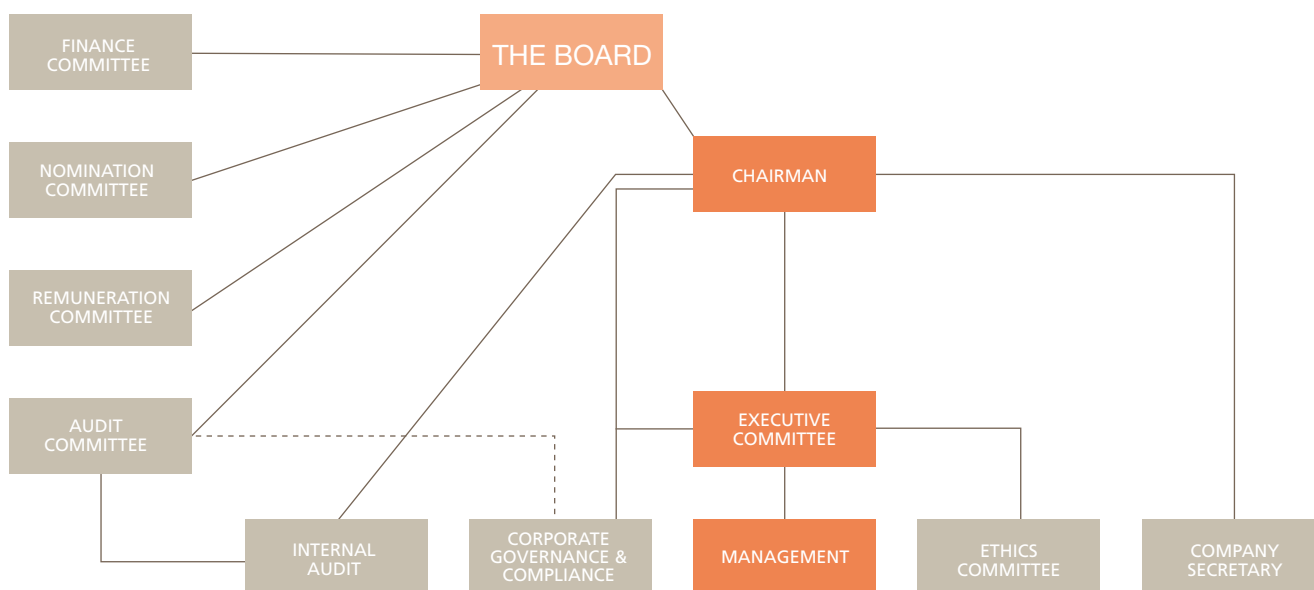 FINANCE
COMMITTEE
THE BOARD
NOMINATION
COMMITTEE
CHAIRMAN
REMUNERATION
COMMITTEE
AUDIT
COMMITTEE
EXECUTIVE
COMMITTEE
INTERNAL
AUDIT
CORPORATE
GOVERNANCE &
COMPLIANCE
MANAGEMENT
ETHICS
COMMITTEE
COMPANY
SECRETARY